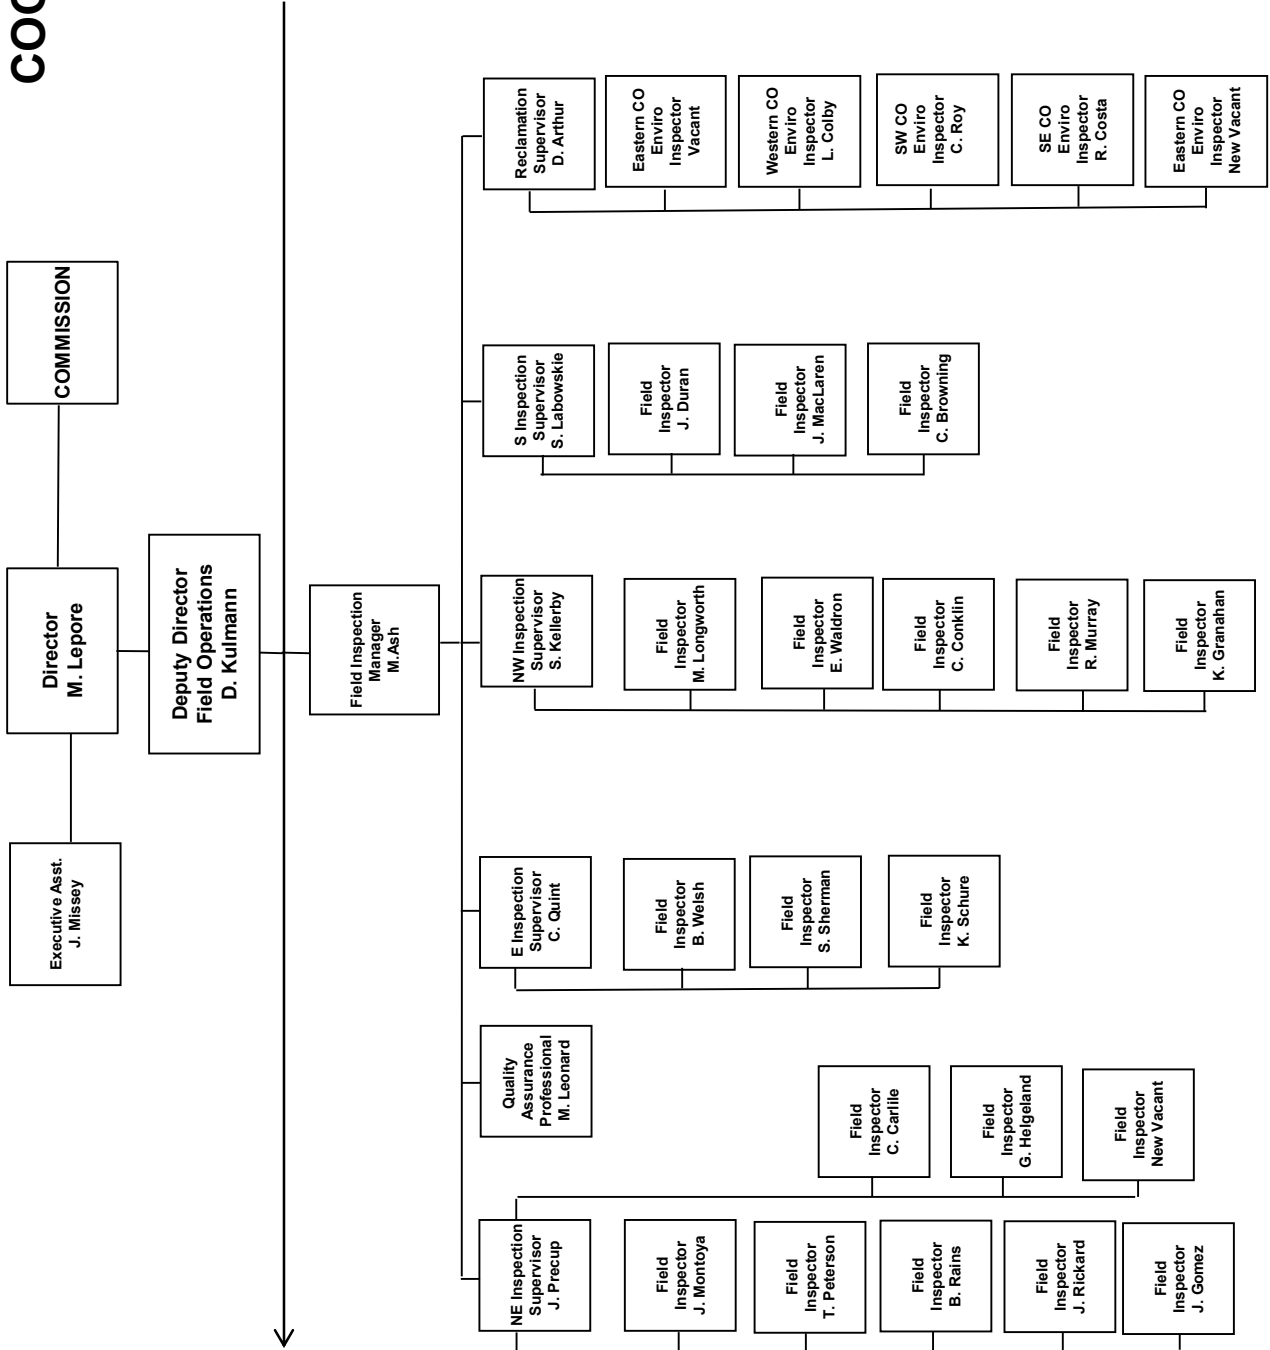 Executive Asst.
J. Missey
Director
M. Lepore
COMMISSION
Deputy Director
Field Operations
D. Kulmann
Field Inspection
Manager
M. Ash
NE Inspection
Supervisor
J. Precup
Field
Inspector
J. Montoya
Field
Inspector
T. Peterson
Field
Inspector
B. Rains
Field
Inspector
J. Rickard
Field
Inspector
J. Gomez
Field
Inspector
C. Carlile
Field
Inspector
G. Helgeland
Field
Inspector
New Vacant
Quality
Assurance
Professional
M. Leonard
E Inspection
Supervisor
C. Quint
Field
Inspector
B. Welsh
Field
Inspector
S. Sherman
Field
Inspector
K. Schure
NW Inspection
Supervisor
S. Kellerby
Field
Inspector
M. Longworth
Field
Inspector
E. Waldron
Field
Inspector
C. Conklin
Field
Inspector
R. Murray
Field
Inspector
K. Granahan
S Inspection
Supervisor
S. Labowskie
Field
Inspector
J. Duran
Field
Inspector
J. MacLaren
Field
Inspector
C. Browning
Reclamation
Supervisor
D. Arthur
Eastern CO
Enviro
Inspector
Vacant
Western CO
Enviro
Inspector
L. Colby
SW CO
Enviro
Inspector
C. Roy
SE CO
Enviro
Inspector
R. Costa
Eastern CO
Enviro
Inspector
New Vacant